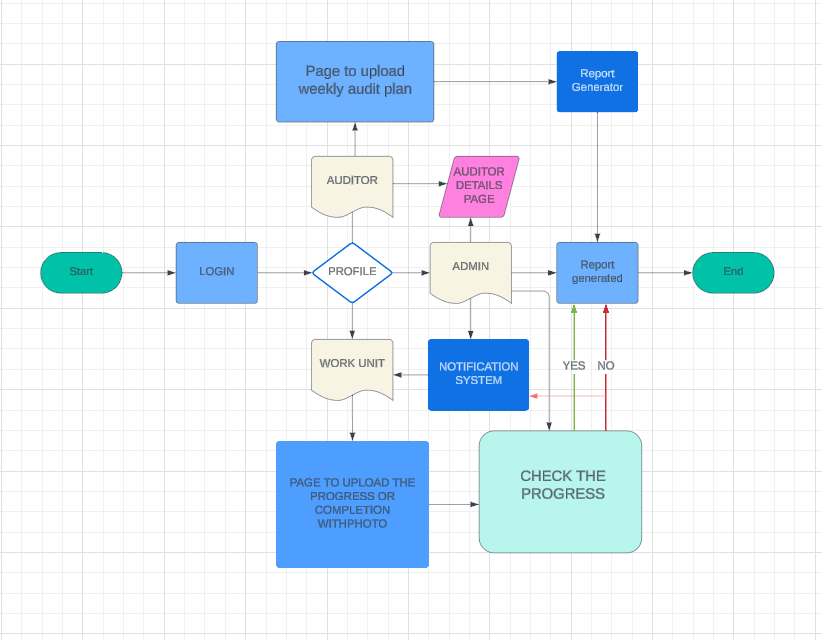 Page to upload
weekly audit plan
Report
Generator
AUDITOR
AUDITOR
DETAILS
PAGE
Start
LOGIN
PROFILE
ADMIN
Report
generated
End
WORK UNIT
NOTIFICATION
SYSTEM
YES
NO
PAGE TO UPLOAD THE
PROGRESS OR
COMPLETION
WITHPHOTO
CHECK THE
PROGRESS